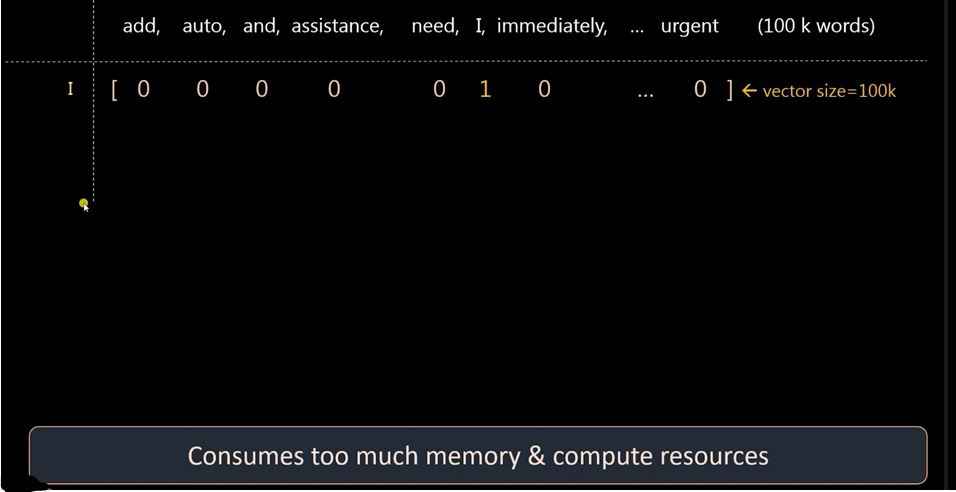 add, auto, and, assistance, need, I, immediately, ... urgent (100 k words)
I [ 0 0 0 0 0 1 0 ... 0 ] ← vector size=100k
Consumes too much memory & compute resources